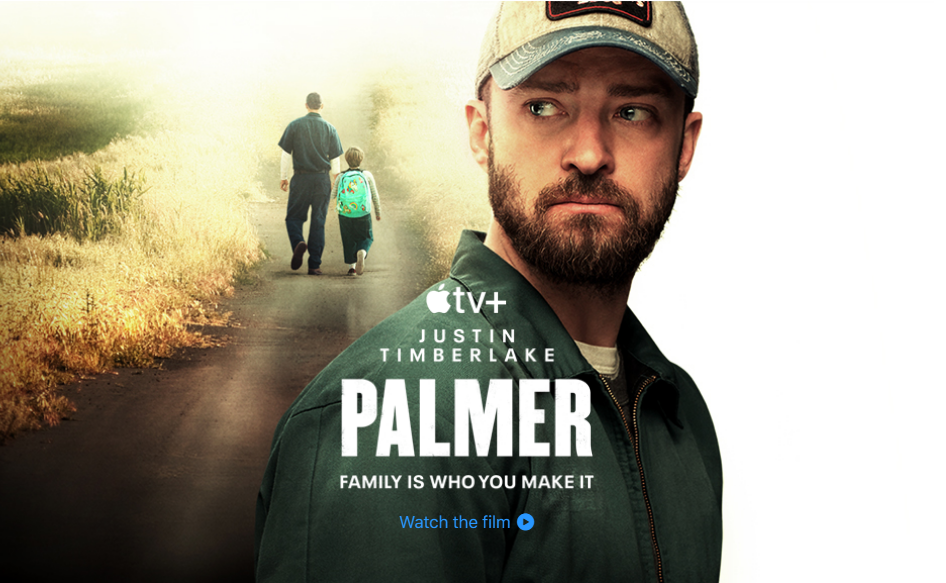 tv+
JUSTIN
TIMBERLAKE
PALMER
FAMILY IS WHO YOU MAKE IT
Watch the film